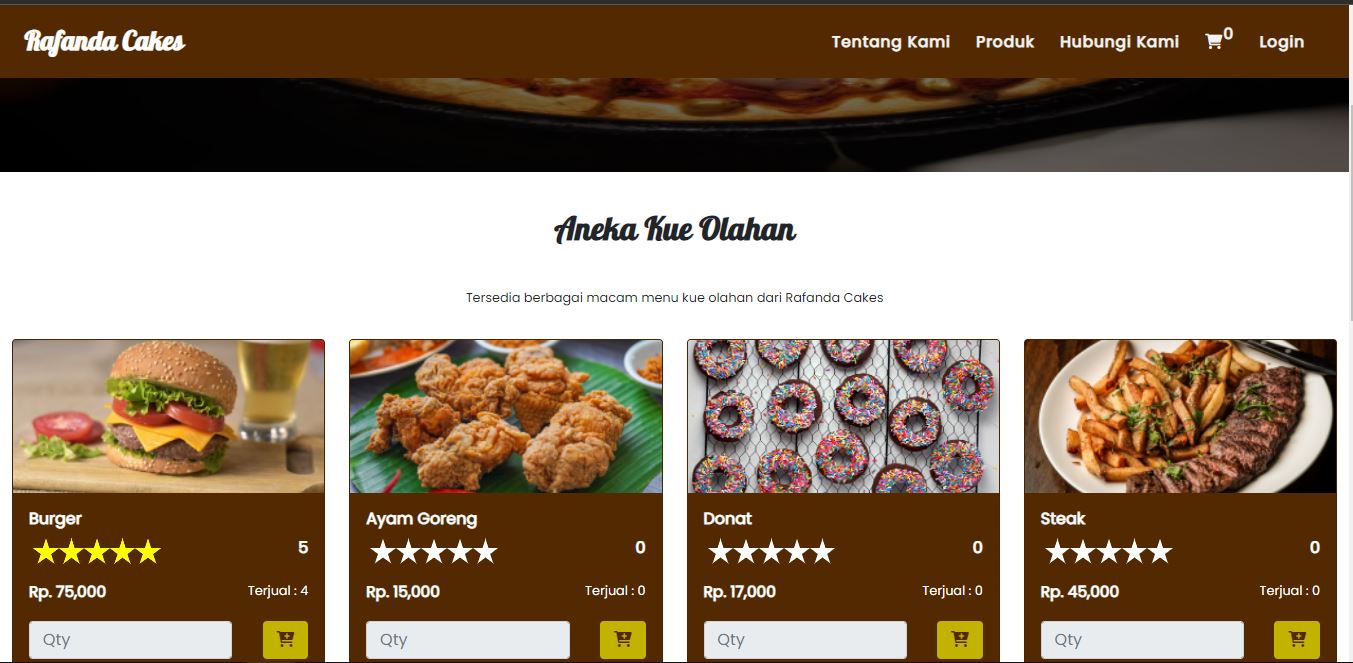 Rafanda Cakes
Tentang Kami Produk Hubungi Kami 0 Login
Aneka Kue Olahan
Tersedia berbagai macam menu kue olahan dari Rafanda Cakes
Burger
5
Rp. 75,000 Terjual : 4
Qty
Ayam Goreng
0
Rp. 15,000 Terjual : 0
Qty
Donat
0
Rp. 17,000 Terjual : 0
Qty
Steak
0
Rp. 45,000 Terjual : 0
Qty